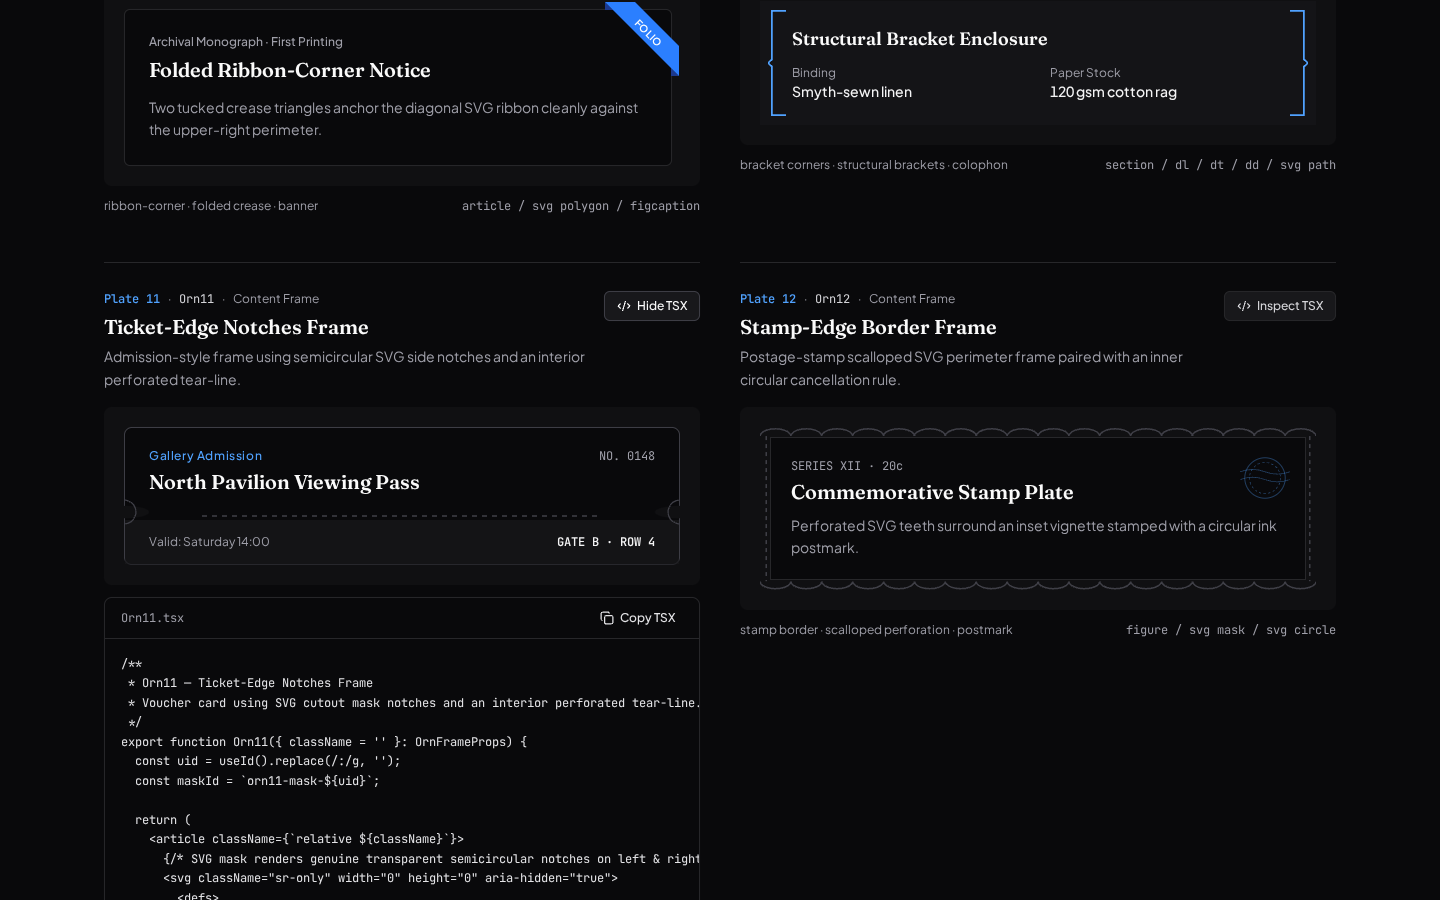 Archival Monograph · First Printing
Folded Ribbon-Corner Notice
Two tucked crease triangles anchor the diagonal SVG ribbon cleanly against
the upper-right perimeter.
FOLIO
ribbon-corner · folded crease · banner
article / svg polygon / figcaption
Structural Bracket Enclosure
Binding
Smyth-sewn linen
Paper Stock
120 gsm cotton rag
bracket corners · structural brackets · colophon
section / dl / dt / dd / svg path
Plate 11 · Orn11 · Content Frame
Hide TSX
Ticket-Edge Notches Frame
Admission-style frame using semicircular SVG side notches and an interior
perforated tear-line.
Gallery Admission
NO. 0148
North Pavilion Viewing Pass
Valid: Saturday 14:00
GATE B · ROW 4
Orn11.tsx
Copy TSX
/**
 * Orn11 — Ticket-Edge Notches Frame
 * Voucher card using SVG cutout mask notches and an interior perforated tear-line.
 */
export function Orn11({ className = '' }: OrnFrameProps) {
  const uid = useId().replace(/:/g, '');
  const maskId = `orn11-mask-${uid}`;
  return (
    <article className={`relative ${className}`}>
      {/* SVG mask renders genuine transparent semicircular notches on left & right
      <svg className="sr-only" width="0" height="0" aria-hidden="true">
        <defs>
Plate 12 · Orn12 · Content Frame
Inspect TSX
Stamp-Edge Border Frame
Postage-stamp scalloped SVG perimeter frame paired with an inner
circular cancellation rule.
SERIES XII · 20c
Commemorative Stamp Plate
Perforated SVG teeth surround an inset vignette stamped with a circular ink
postmark.
stamp border · scalloped perforation · postmark
figure / svg mask / svg circle